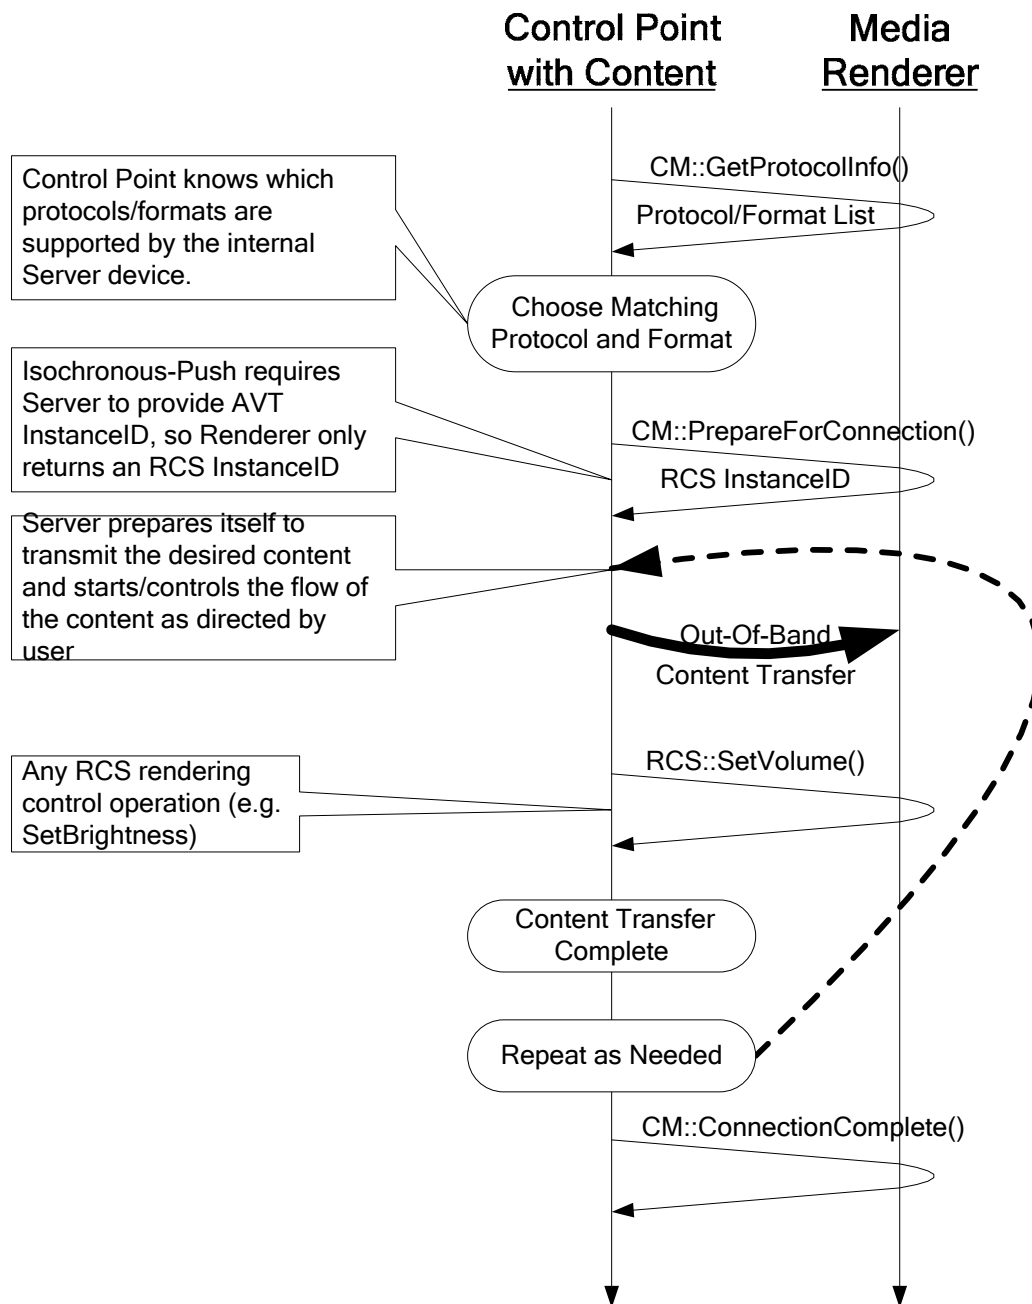 Control Point
with Content
Media
Renderer
CM::GetProtocolInfo()
Protocol/Format List
Control Point knows which
protocols/formats are
supported by the internal
Server device.
Choose Matching
Protocol and Format
Isochronous-Push requires
Server to provide AVT
InstanceID, so Renderer only
returns an RCS InstanceID
CM::PrepareForConnection()
RCS InstanceID
Server prepares itself to
transmit the desired content
and starts/controls the flow of
the content as directed by
user
Out-Of-Band
Content Transfer
RCS::SetVolume()
Any RCS rendering
control operation (e.g.
SetBrightness)
Content Transfer
Complete
Repeat as Needed
CM::ConnectionComplete()